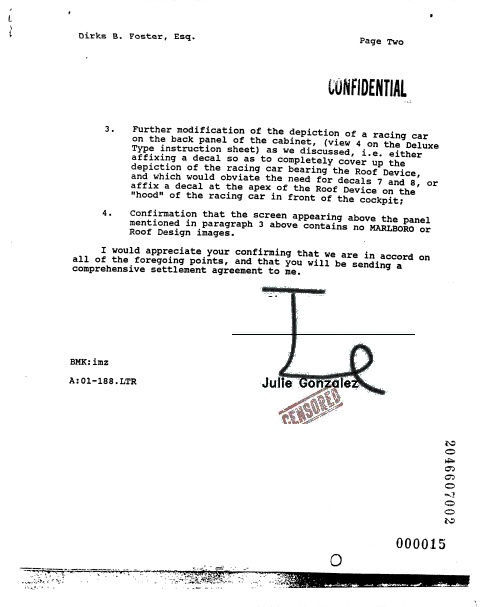 Dirks B. Foster, Esq.
Page Two
CONFIDENTIAL
3. Further modification of the depiction of a racing car
on the back panel of the cabinet, (view 4 on the Deluxe
Type instruction sheet) as we discussed, i.e. either
affixing a decal so as to completely cover up the
depiction of the racing car bearing the Roof Device,
and which would obviate the need for decals 7 and 8, or
affix a decal at the apex of the Roof Device on the
"hood" of the racing car in front of the cockpit;
4. Confirmation that the screen appearing above the panel
mentioned in paragraph 3 above contains no MARLBORO or
Roof Design images.
I would appreciate your confirming that we are in accord on
all of the foregoing points, and that you will be sending a
comprehensive settlement agreement to me.
BMK:imz
A:01-188.LTR
Julie Gonzalez
CENSORED
2046607002
000015